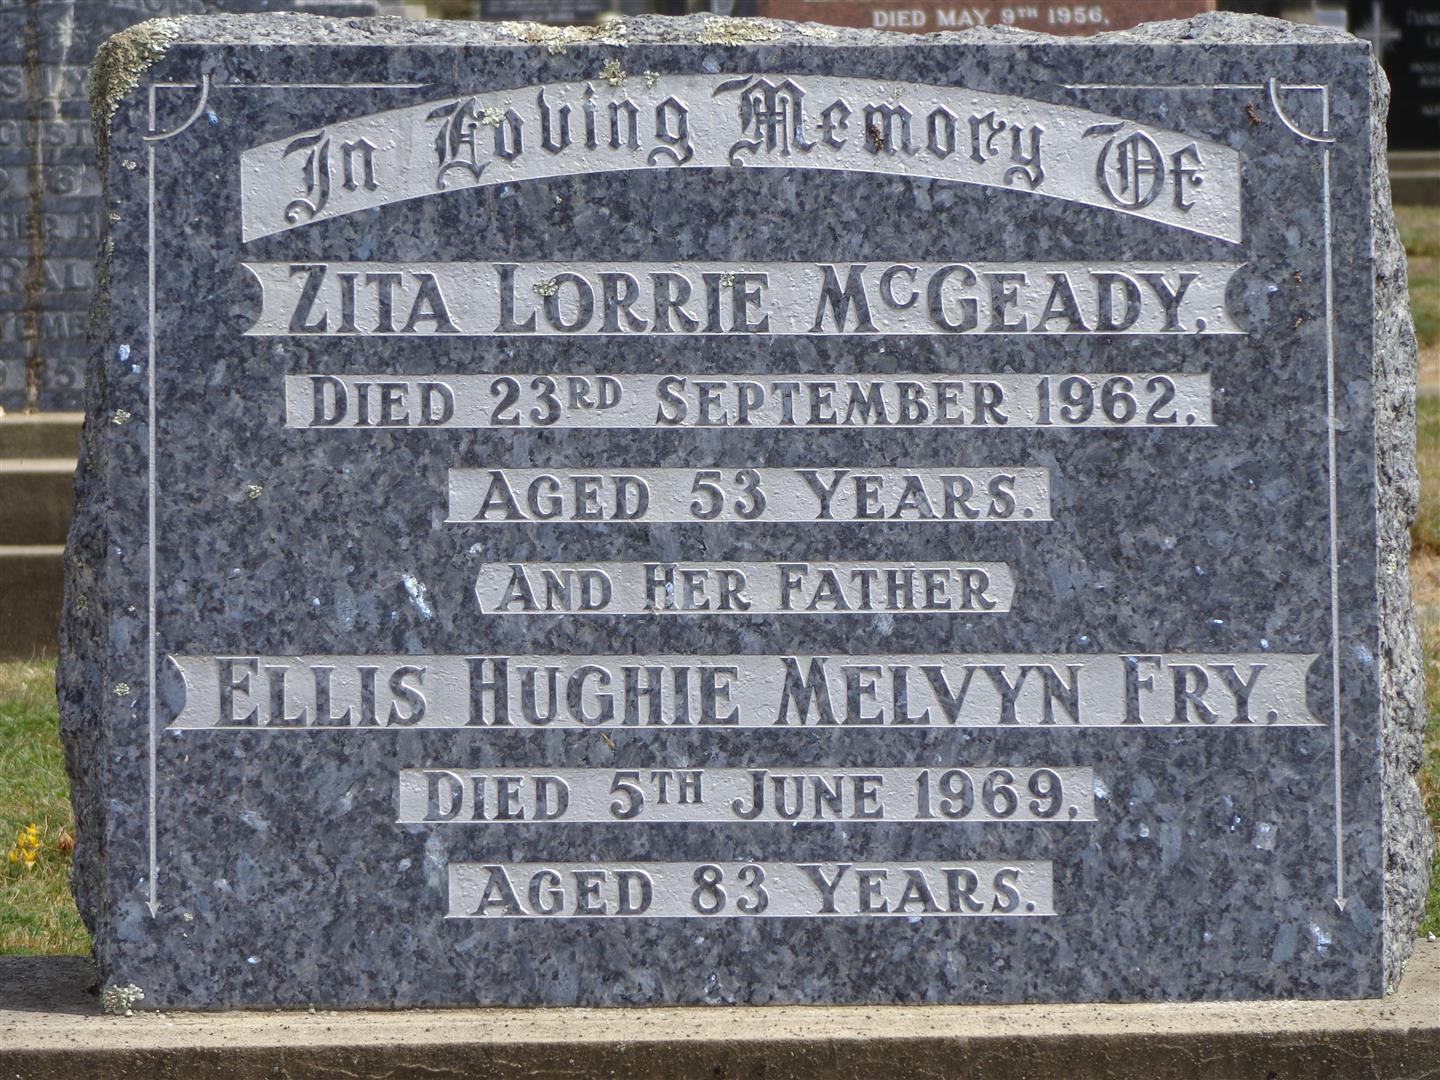 DIED MAY 9TH 1956,
In Loving Memory Of
ZITA LORRIE MCGEADY,
DIED 23RD SEPTEMBER 1962.
AGED 53 YEARS.
AND HER FATHER
ELLIS HUGHIE MELVYN FRY,
DIED 5TH JUNE 1969,
AGED 83 YEARS.